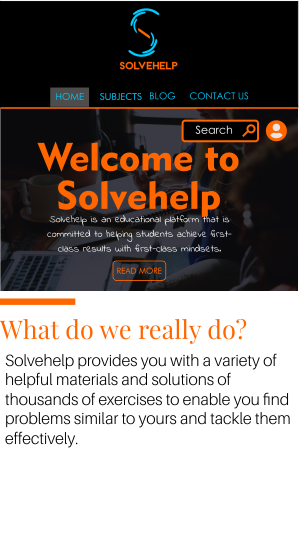 SOLVEHELP
HOME SUBJECTS BLOG CONTACT US
Search
Welcome to
Solvehelp
Solvehelp is an educational platform that is
committed to helping students achieve first-
class results with first-class mindsets.
READ MORE
What do we really do?
Solvehelp provides you with a variety of
helpful materials and solutions of
thousands of exercises to enable you find
problems similar to yours and tackle them
effectively.